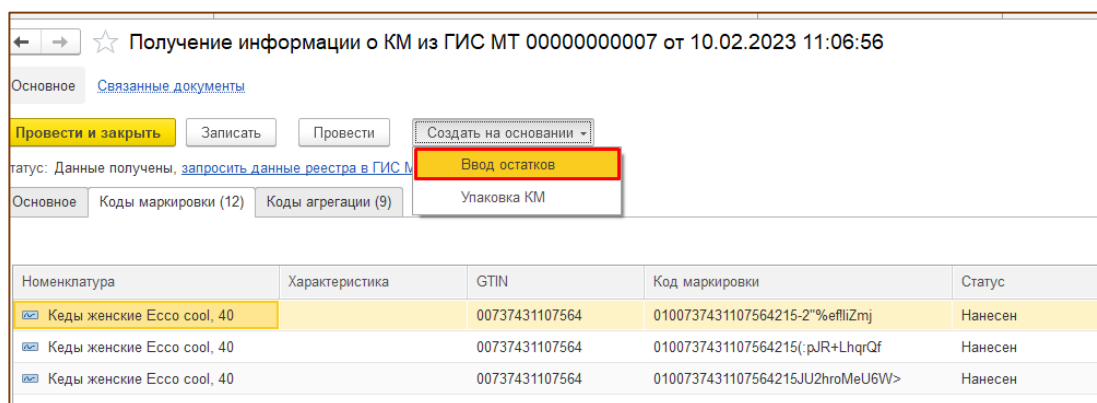 Получение информации о КМ из ГИС МТ 00000000007 от 10.02.2023 11:06:56
Основное Связанные документы
Провести и закрыть Записать Провести Создать на основании
татус: Данные получены, запросить данные реестра в ГИС М
Ввод остатков
Упаковка КМ
Основное Коды маркировки (12) Коды агрегации (9)
Номенклатура Характеристика GTIN Код маркировки Статус
Кеды женские Ecco cool, 40 00737431107564 0100737431107564215-2"%ef!liZmj Нанесен
Кеды женские Ecco cool, 40 00737431107564 0100737431107564215(:pJR+LhqrQf Нанесен
Кеды женские Ecco cool, 40 00737431107564 0100737431107564215JU2hroMeU6W> Нанесен